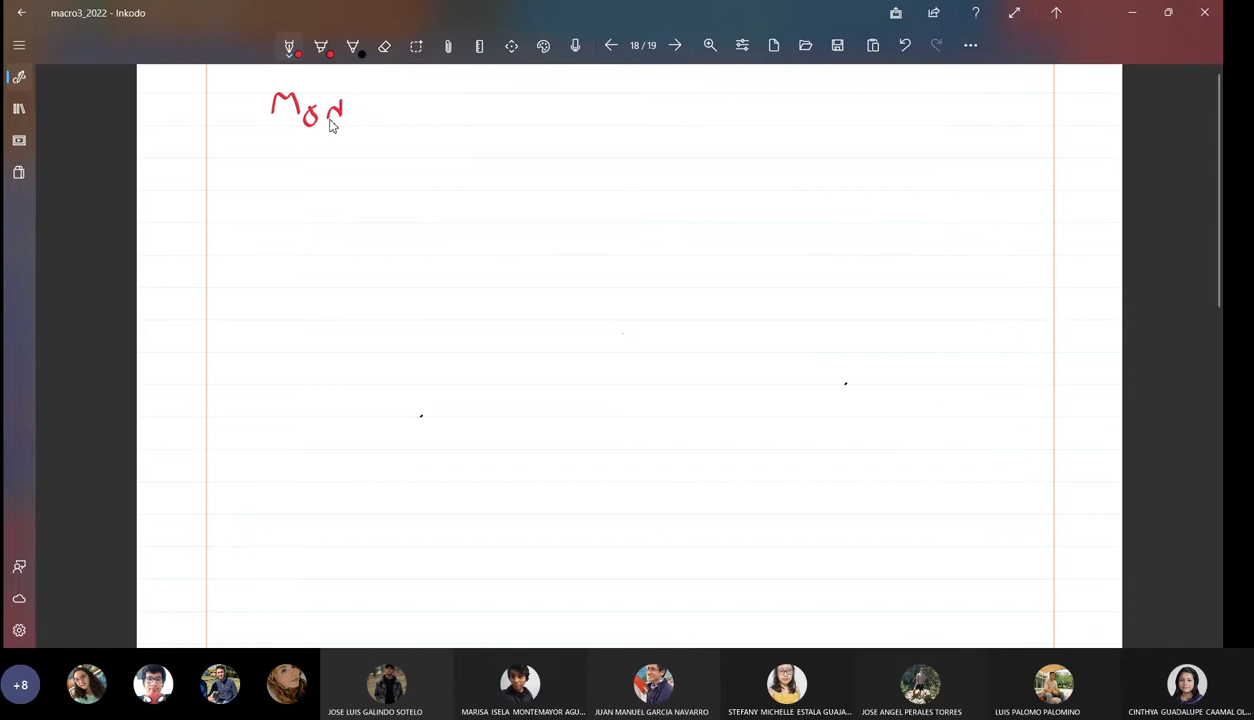 macro3_2022 - Inkodo
18 / 19
Mon
+8
JOSE LUIS GALINDO SOTELO
MARISA ISELA MONTEMAYOR AGU...
JUAN MANUEL GARCIA NAVARRO
STEFANY MICHELLE ESTALA GUAJA...
JOSE ANGEL PERALES TORRES
LUIS PALOMO PALOMINO
CINTHYA GUADALUPE CAAMAL OL...